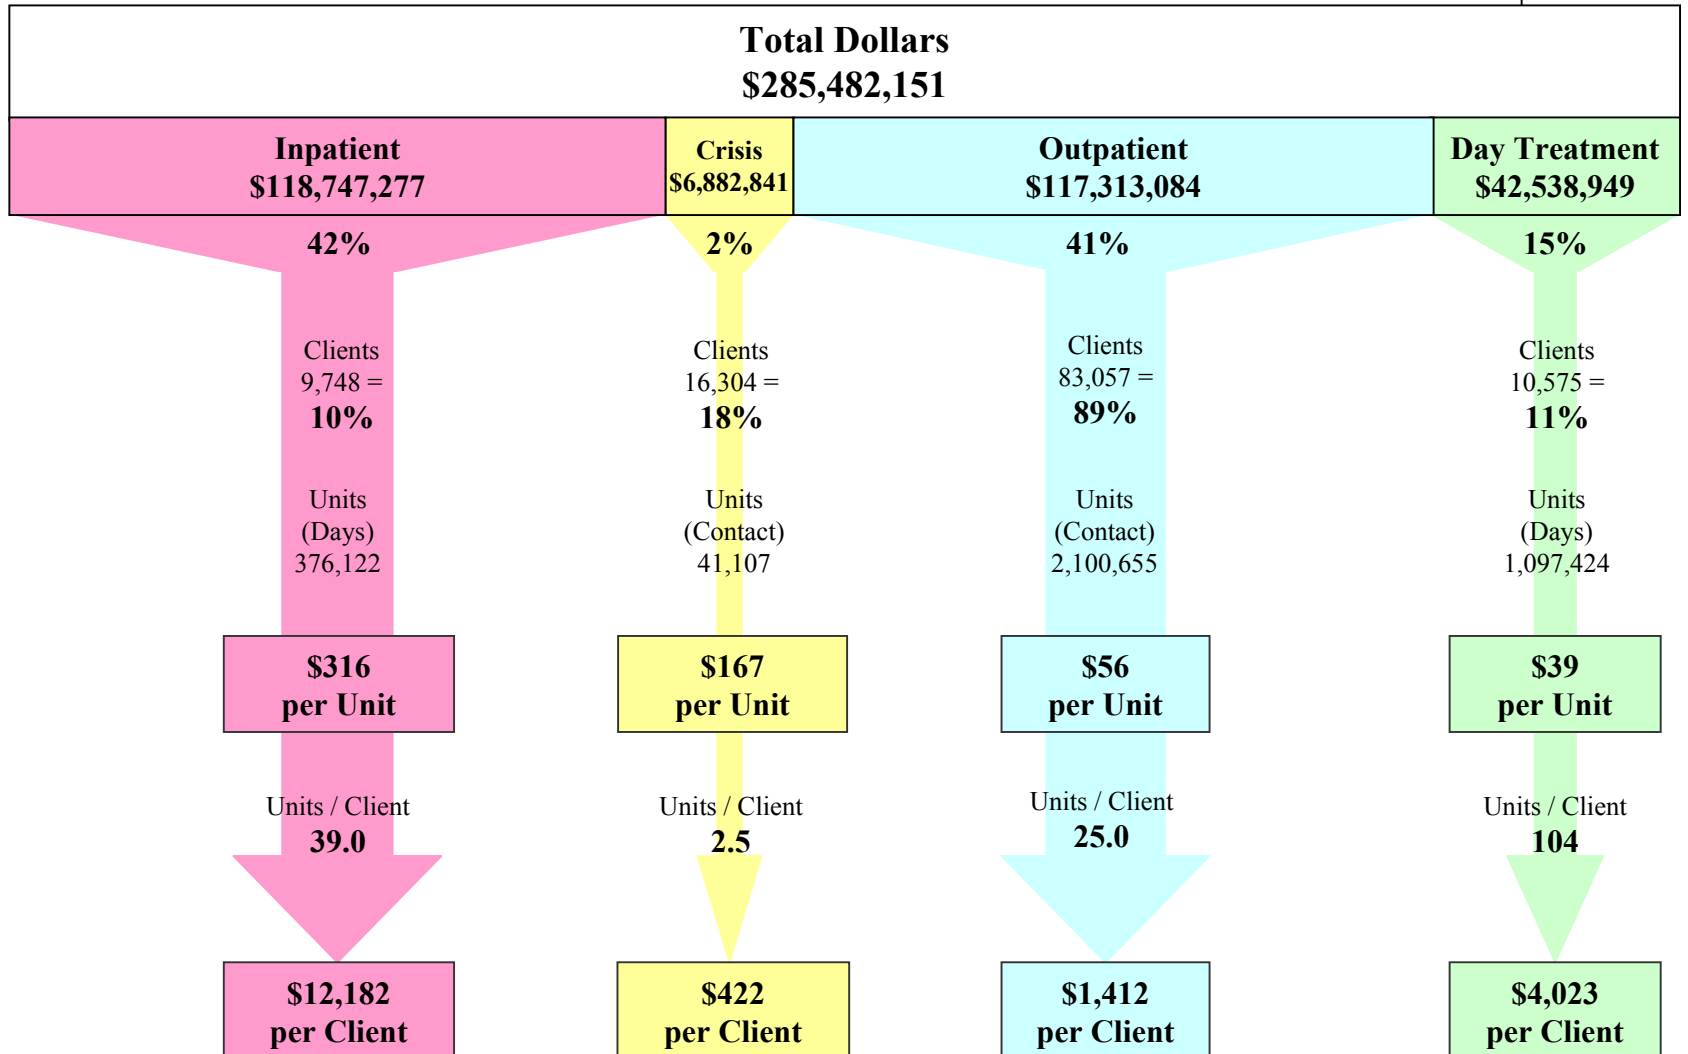 Total Dollars
$285,482,151
Inpatient
$118,747,277
Crisis
$6,882,841
Outpatient
$117,313,084
Day Treatment
$42,538,949
42%
2%
41%
15%
Clients
9,748 =
10%
Clients
16,304 =
18%
Clients
83,057 =
89%
Clients
10,575 =
11%
Units
(Days)
376,122
Units
(Contact)
41,107
Units
(Contact)
2,100,655
Units
(Days)
1,097,424
$316
per Unit
$167
per Unit
$56
per Unit
$39
per Unit
Units / Client
39.0
Units / Client
2.5
Units / Client
25.0
Units / Client
104
$12,182
per Client
$422
per Client
$1,412
per Client
$4,023
per Client